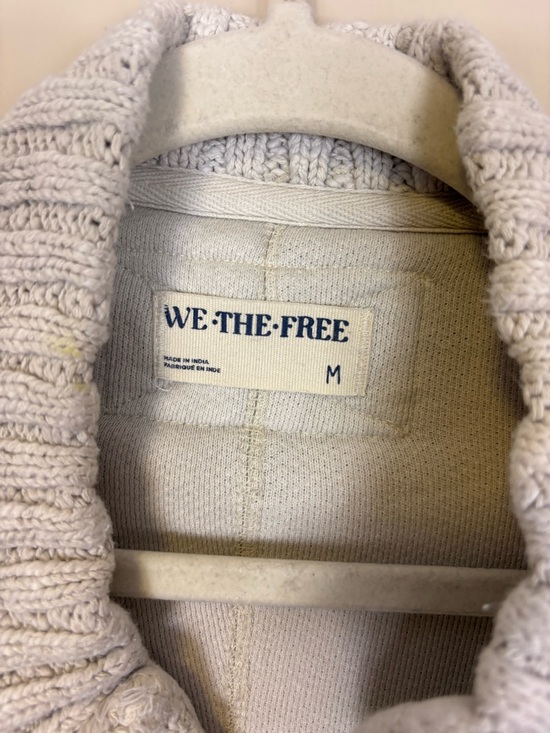 WE·THE·FREE
MADE IN INDIA
FABRIQUÉ EN INDE
M